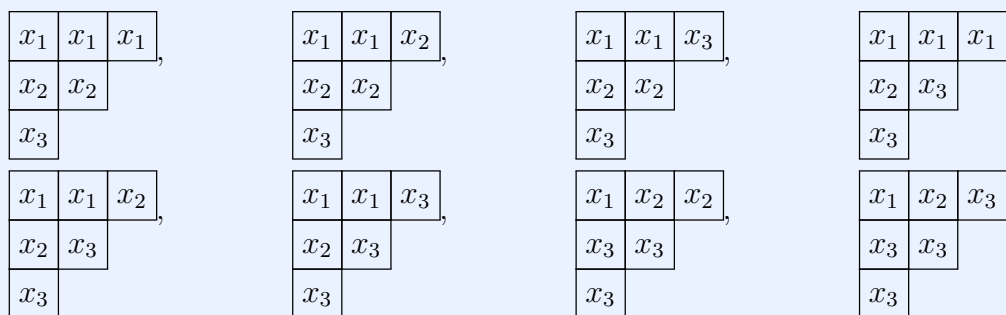 x₁ x₁ x₁ , x₁ x₁ x₂ , x₁ x₁ x₃ , x₁ x₁ x₁
x₂ x₂ x₂ x₂ x₂ x₂ x₂ x₃
x₃ x₃ x₃ x₃
x₁ x₁ x₂ , x₁ x₁ x₃ , x₁ x₂ x₂ , x₁ x₂ x₃
x₂ x₃ x₂ x₃ x₃ x₃ x₃ x₃
x₃ x₃ x₃ x₃